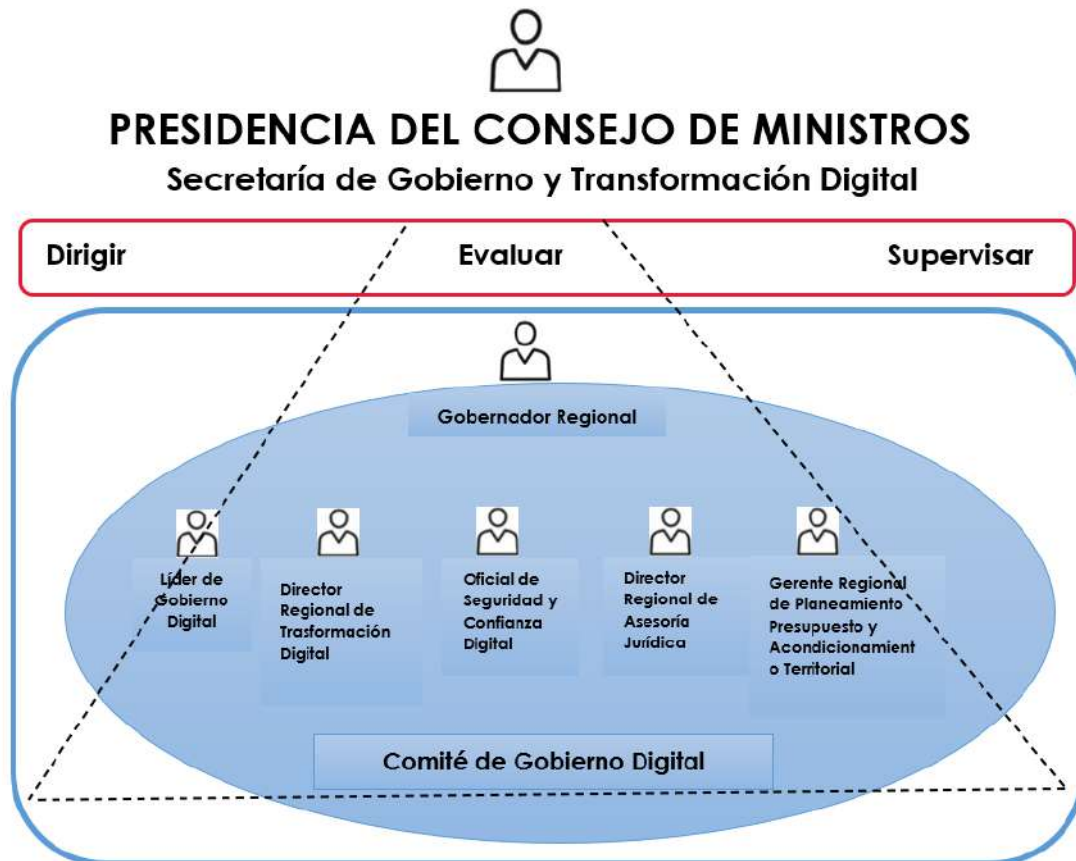 PRESIDENCIA DEL CONSEJO DE MINISTROS
Secretaría de Gobierno y Transformación Digital
Dirigir
Evaluar
Supervisar
Gobernador Regional
Líder de
Gobierno
Digital
Director
Regional de
Trasformación
Digital
Oficial de
Seguridad y
Confianza
Digital
Director
Regional de
Asesoría
Jurídica
Gerente Regional
de Planeamiento
Presupuesto y
Acondicionamient
o Territorial
Comité de Gobierno Digital